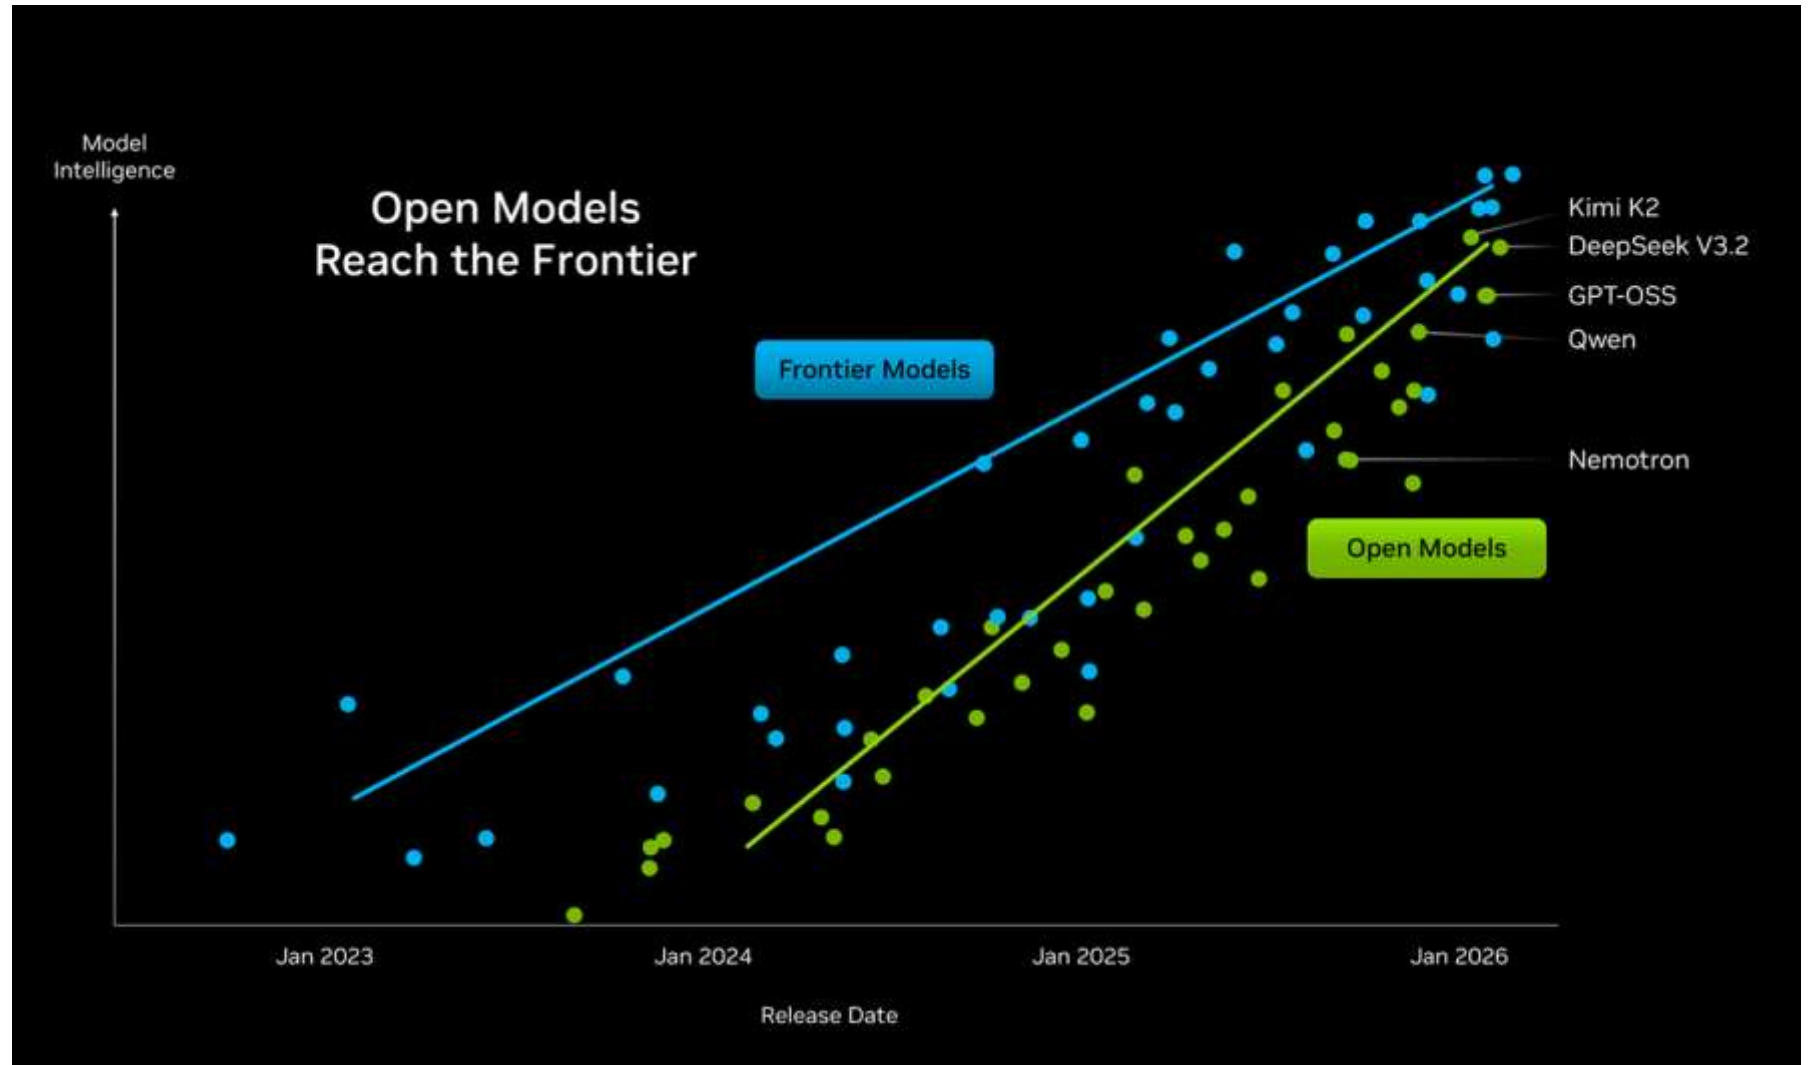 Model
Intelligence
Open Models
Reach the Frontier
Frontier Models
Kimi K2
DeepSeek V3.2
GPT-OSS
Qwen
Nemotron
Open Models
Jan 2023
Jan 2024
Jan 2025
Jan 2026
Release Date